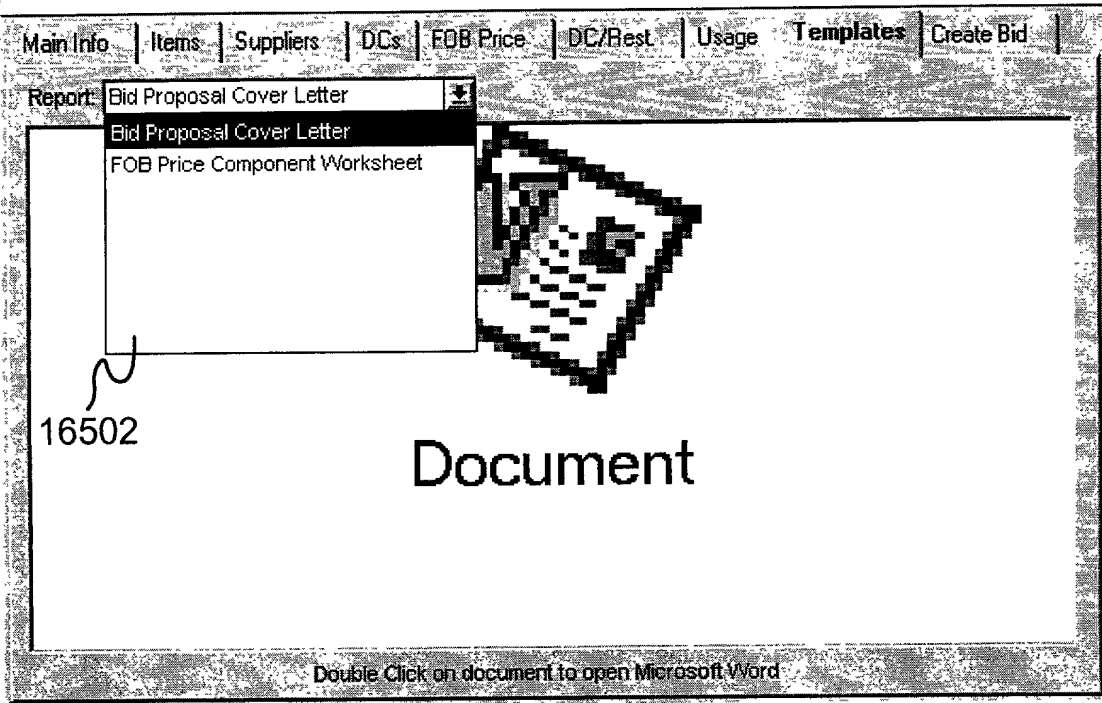 Main Info Items Suppliers DCs FOB Price DC/Rest. Usage Templates Create Bid
Report: Bid Proposal Cover Letter
Bid Proposal Cover Letter
FOB Price Component Worksheet
16502
Document
Double Click on document to open Microsoft Word